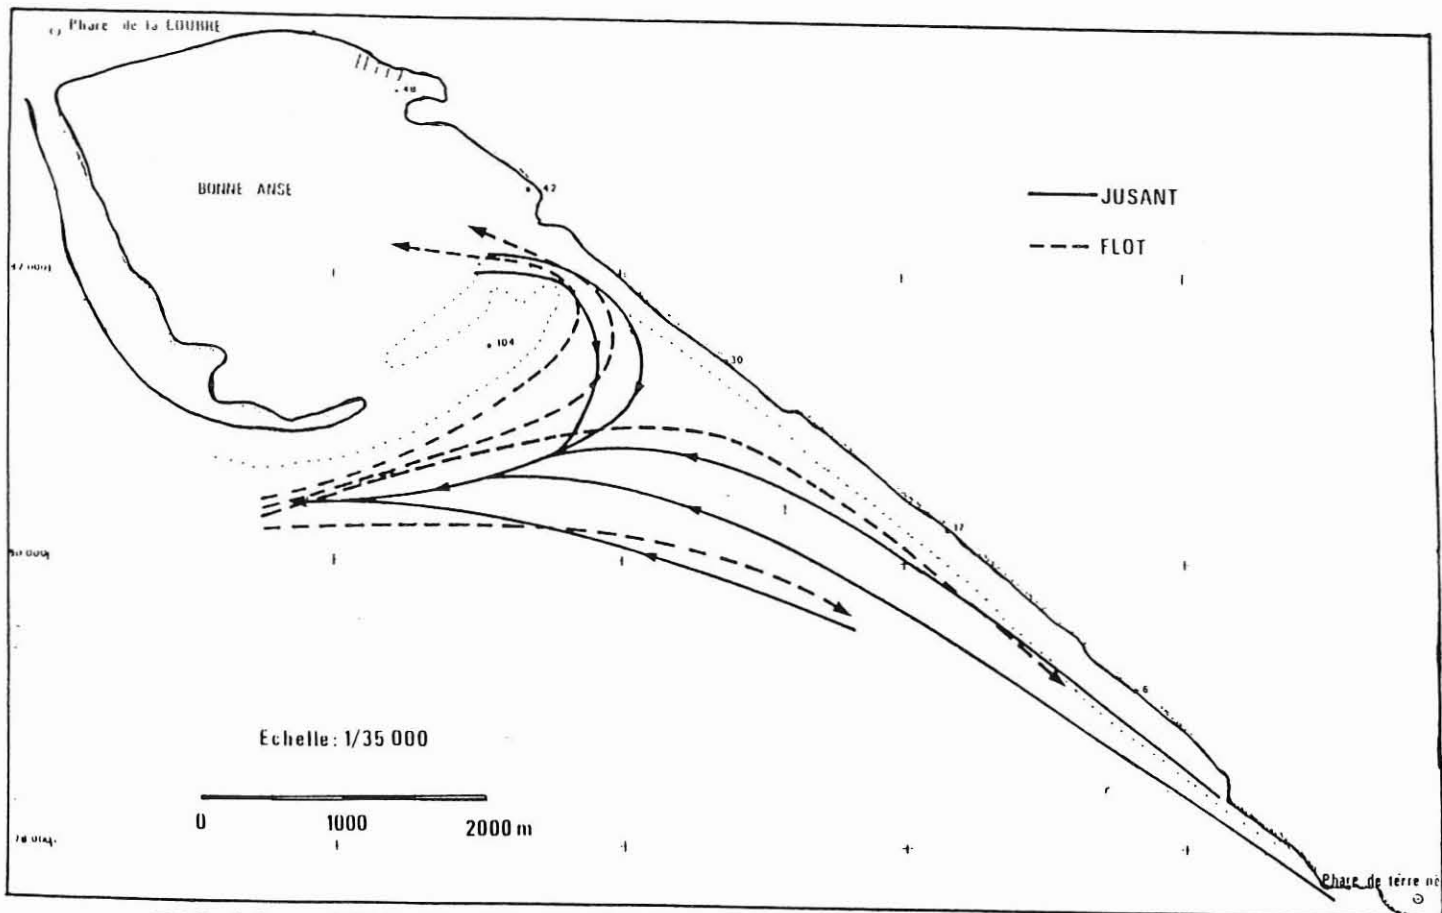 Phare de la COUBRE
48
42
BONNE ANSE
JUSANT
FLOT
104
30
17
6
Echelle: 1/35 000
0 1000 2000 m
Phare de terre